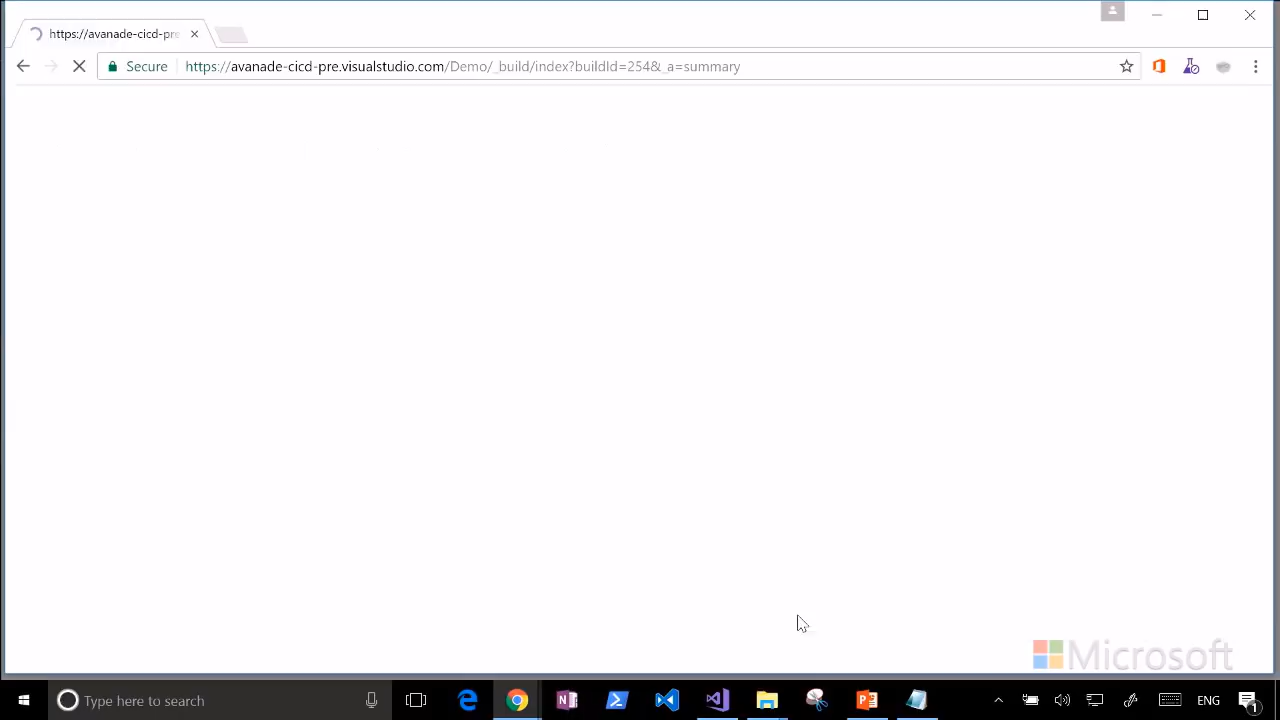 https://avanade-cicd-pre
Secure
https://avanade-cicd-pre.visualstudio.com/Demo/_build/index?buildId=254&_a=summary
Microsoft
Type here to search
ENG
1